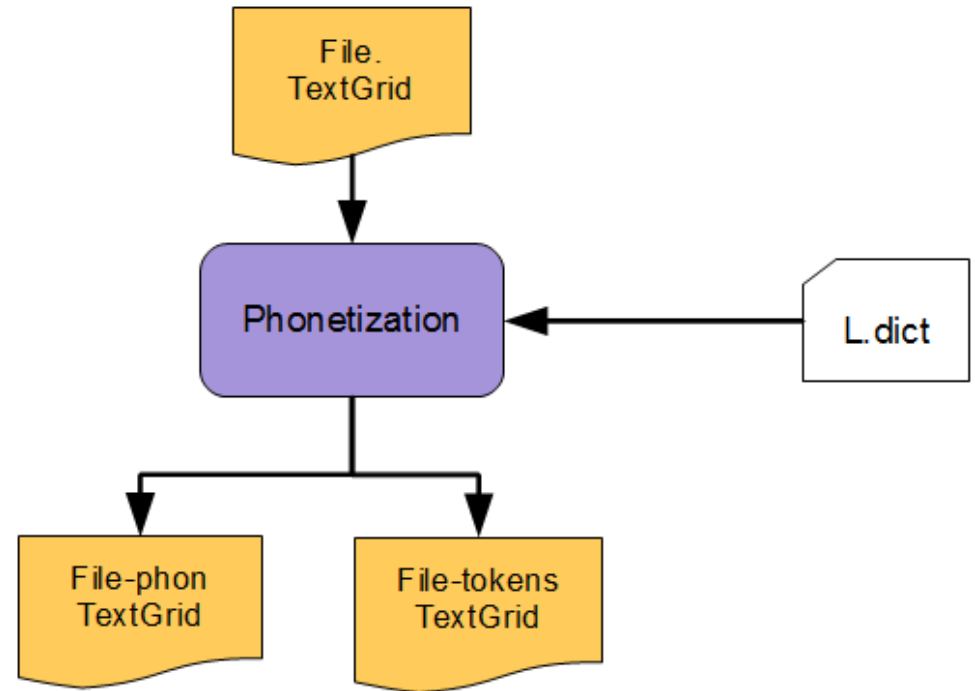 File.
TextGrid
Phonetization
L.dict
File-phon
TextGrid
File-tokens
TextGrid